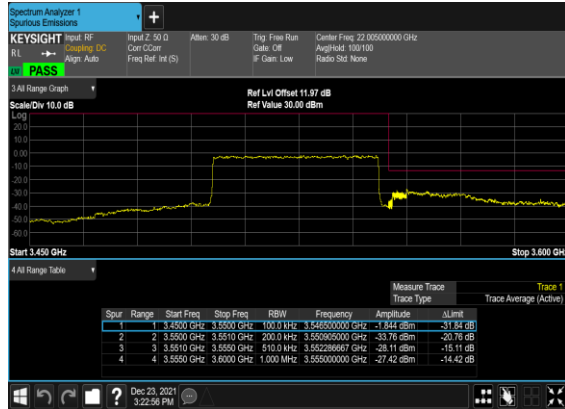 Spectrum Analyzer 1
Spurious Emissions
KEYSIGHT Input: RF Input Z: 50 Ω Atten: 30 dB Trig: Free Run Center Freq: 22.005000000 GHz
RL Coupling: DC Corr CCorr Gate: Off Avg|Hold: 100/100
Align: Auto Freq Ref: Int (S) IF Gain: Low Radio Std: None
LV PASS
3 All Range Graph
Ref Lvl Offset 11.97 dB
Scale/Div 10.0 dB Ref Value 30.00 dBm
Log
20.0
10.0
0.00
-10.0
-20.0
-30.0
-40.0
-50.0
-60.0
Start 3.450 GHz Stop 3.600 GHz
4 All Range Table
Measure Trace Trace 1
Trace Type Trace Average (Active)
Spur Range Start Freq Stop Freq RBW Frequency Amplitude ΔLimit
1 1 3.4500 GHz 3.5500 GHz 100.0 kHz 3.546500000 GHz -1.844 dBm -31.84 dB
2 2 3.5500 GHz 3.5510 GHz 200.0 kHz 3.550905000 GHz -33.76 dBm -20.76 dB
3 3 3.5510 GHz 3.5550 GHz 510.0 kHz 3.552286667 GHz -28.11 dBm -15.11 dB
4 4 3.5550 GHz 3.6000 GHz 1.000 MHz 3.555000000 GHz -27.42 dBm -14.42 dB
Dec 23, 2021
3:22:56 PM